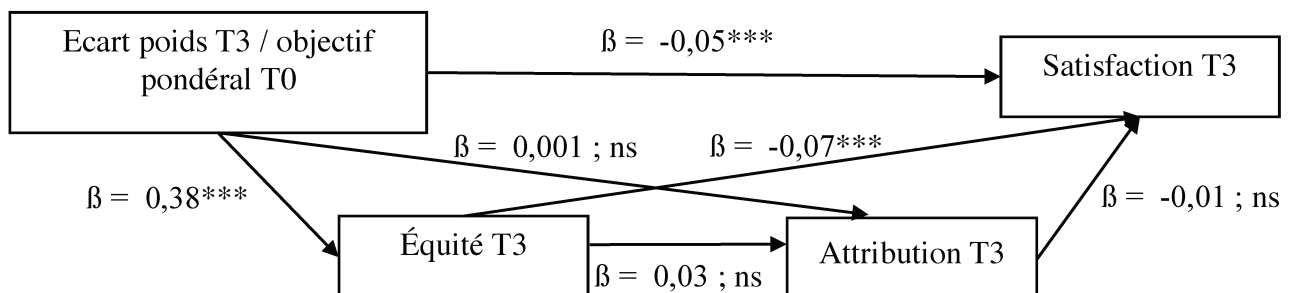 Ecart poids T3 / objectif
pondéral T0
ß = -0,05***
Satisfaction T3
ß = 0,001 ; ns
ß = -0,07***
ß = 0,38***
ß = -0,01 ; ns
Équité T3
ß = 0,03 ; ns
Attribution T3